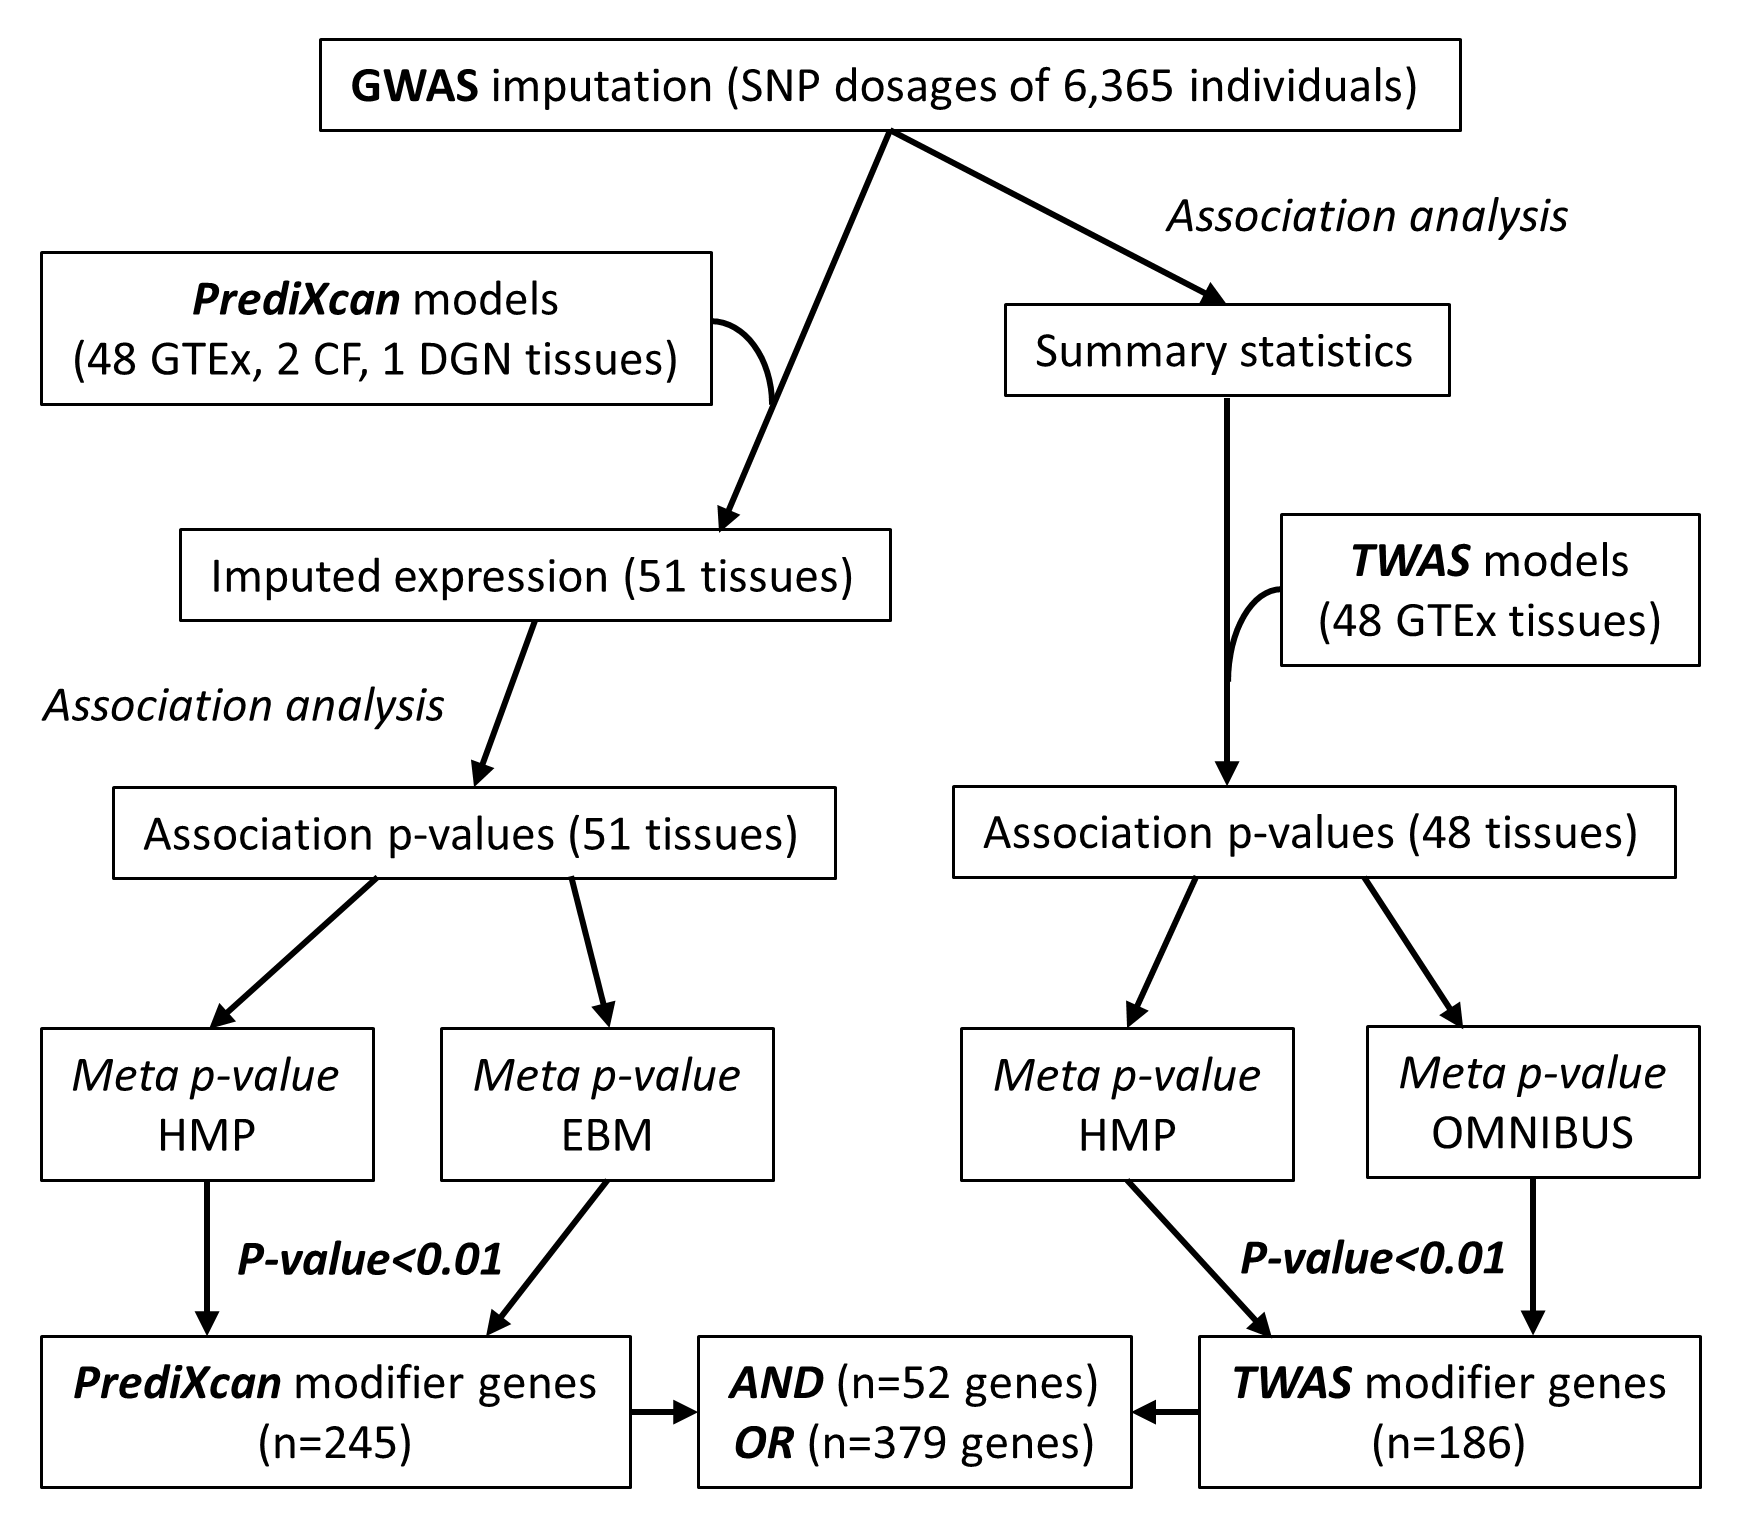 GWAS imputation (SNP dosages of 6,365 individuals)
Association analysis
PrediXcan models
(48 GTEx, 2 CF, 1 DGN tissues)
Summary statistics
Imputed expression (51 tissues)
TWAS models
(48 GTEx tissues)
Association analysis
Association p-values (51 tissues)
Association p-values (48 tissues)
Meta p-value
HMP
Meta p-value
EBM
Meta p-value
HMP
Meta p-value
OMNIBUS
P-value<0.01
P-value<0.01
PrediXcan modifier genes
(n=245)
AND (n=52 genes)
OR (n=379 genes)
TWAS modifier genes
(n=186)